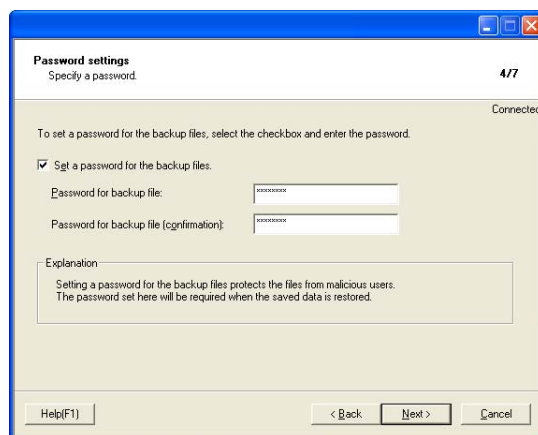 Password settings
Specify a password.
4/7
Connected
To set a password for the backup files, select the checkbox and enter the password.
Set a password for the backup files.
Password for backup file: xxxxxxxx
Password for backup file (confirmation): xxxxxxxx
Explanation
Setting a password for the backup files protects the files from malicious users.
The password set here will be required when the saved data is restored.
Help(F1) < Back Next > Cancel